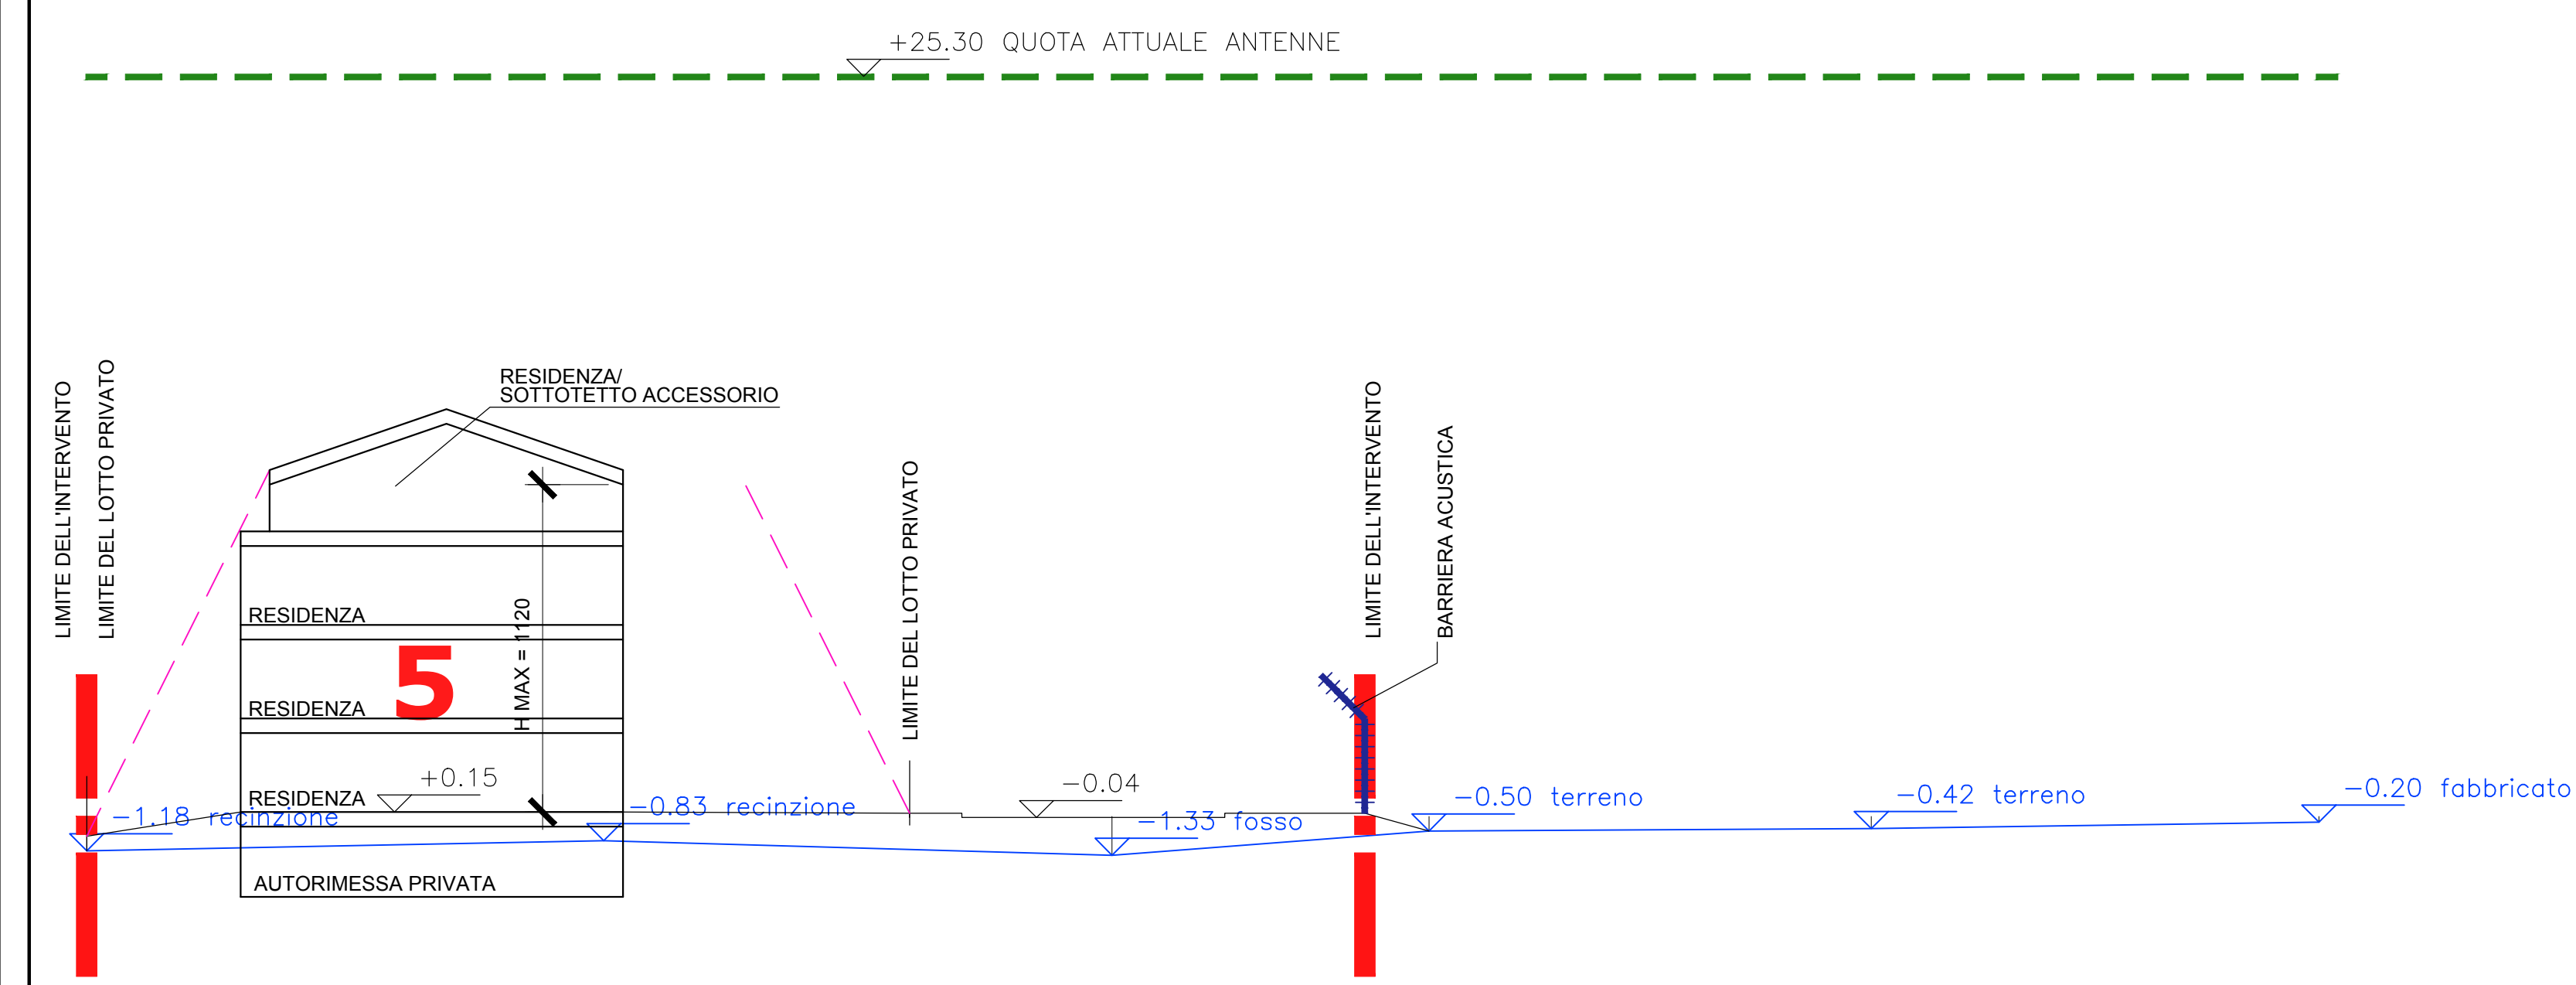 +25.30 QUOTA ATTUALE ANTENNE
RESIDENZA/
SOTTOTETTO ACCESSORIO
LIMITE DELL'INTERVENTO
LIMITE DEL LOTTO PRIVATO
LIMITE DEL LOTTO PRIVATO
LIMITE DELL'INTERVENTO
BARRIERA ACUSTICA
RESIDENZA
5
H MAX = 1120
RESIDENZA
RESIDENZA
+0.15
-0.04
-1.18 recinzione
-0.83 recinzione
-1.33 fosso
-0.50 terreno
-0.42 terreno
-0.20 fabbricato
AUTORIMESSA PRIVATA